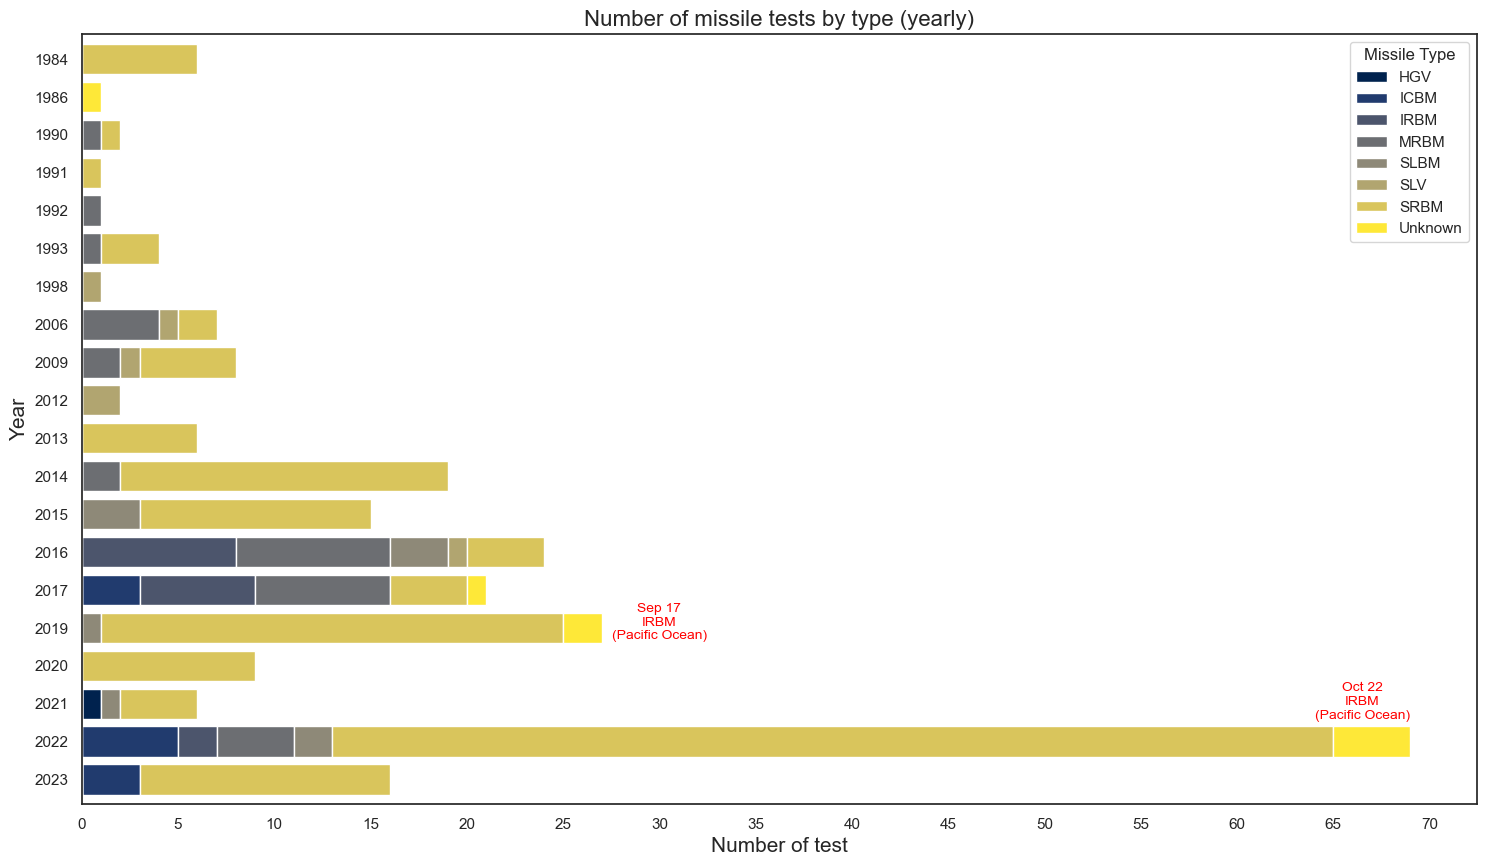 Number of missile tests by type (yearly)
Missile Type
HGV
ICBM
IRBM
MRBM
SLBM
SLV
SRBM
Unknown
Year
1984
1986
1990
1991
1992
1993
1998
2006
2009
2012
2013
2014
2015
2016
2017
2019
2020
2021
2022
2023
Sep 17
IRBM
(Pacific Ocean)
Oct 22
IRBM
(Pacific Ocean)
0 5 10 15 20 25 30 35 40 45 50 55 60 65 70
Number of test